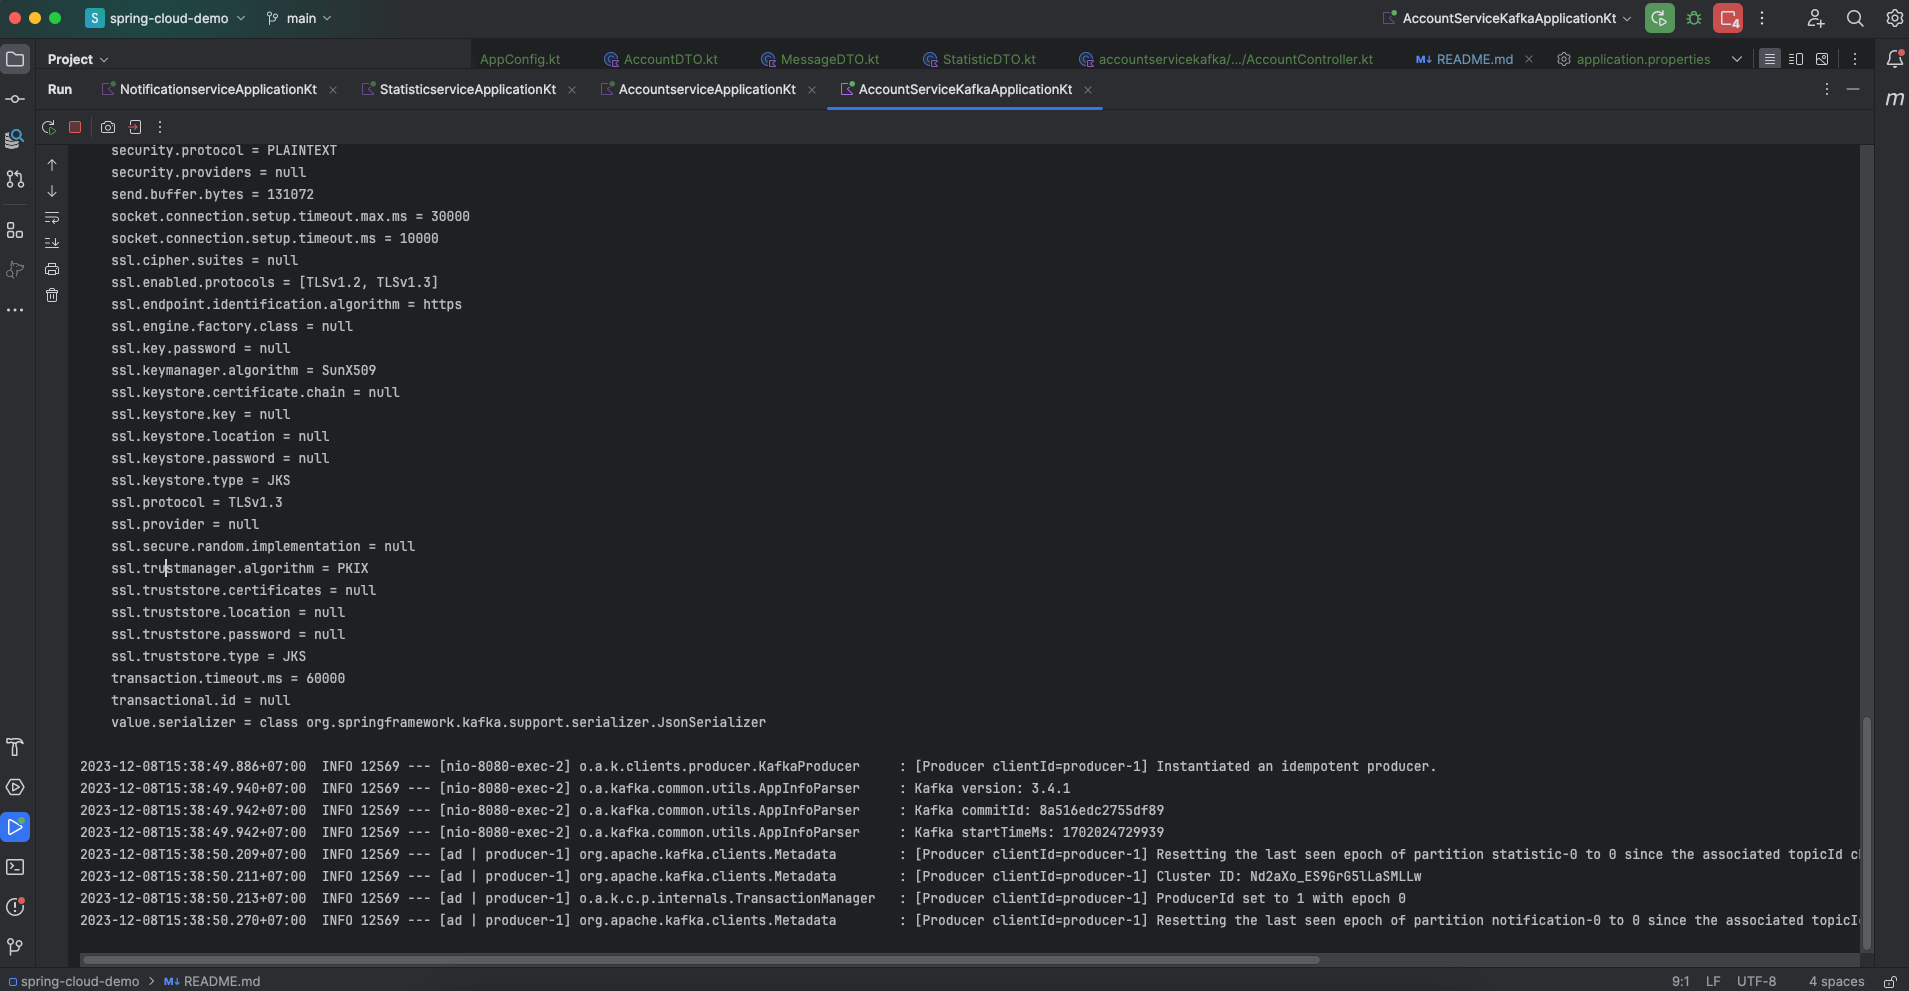 S spring-cloud-demo main AccountServiceKafkaApplicationKt 4
Project AppConfig.kt AccountDTO.kt MessageDTO.kt StatisticDTO.kt accountservicekafka/.../AccountController.kt M↓ README.md application.properties
Run NotificationserviceApplicationKt StatisticserviceApplicationKt AccountserviceApplicationKt AccountServiceKafkaApplicationKt
m
security.protocol = PLAINTEXT
security.providers = null
send.buffer.bytes = 131072
socket.connection.setup.timeout.max.ms = 30000
socket.connection.setup.timeout.ms = 10000
ssl.cipher.suites = null
ssl.enabled.protocols = [TLSv1.2, TLSv1.3]
ssl.endpoint.identification.algorithm = https
ssl.engine.factory.class = null
ssl.key.password = null
ssl.keymanager.algorithm = SunX509
ssl.keystore.certificate.chain = null
ssl.keystore.key = null
ssl.keystore.location = null
ssl.keystore.password = null
ssl.keystore.type = JKS
ssl.protocol = TLSv1.3
ssl.provider = null
ssl.secure.random.implementation = null
ssl.trustmanager.algorithm = PKIX
ssl.truststore.certificates = null
ssl.truststore.location = null
ssl.truststore.password = null
ssl.truststore.type = JKS
transaction.timeout.ms = 60000
transactional.id = null
value.serializer = class org.springframework.kafka.support.serializer.JsonSerializer
2023-12-08T15:38:49.886+07:00 INFO 12569 --- [nio-8080-exec-2] o.a.k.clients.producer.KafkaProducer : [Producer clientId=producer-1] Instantiated an idempotent producer.
2023-12-08T15:38:49.940+07:00 INFO 12569 --- [nio-8080-exec-2] o.a.kafka.common.utils.AppInfoParser : Kafka version: 3.4.1
2023-12-08T15:38:49.942+07:00 INFO 12569 --- [nio-8080-exec-2] o.a.kafka.common.utils.AppInfoParser : Kafka commitId: 8a516edc2755df89
2023-12-08T15:38:49.942+07:00 INFO 12569 --- [nio-8080-exec-2] o.a.kafka.common.utils.AppInfoParser : Kafka startTimeMs: 1702024729939
2023-12-08T15:38:50.209+07:00 INFO 12569 --- [ad | producer-1] org.apache.kafka.clients.Metadata : [Producer clientId=producer-1] Resetting the last seen epoch of partition statistic-0 to 0 since the associated topicId
2023-12-08T15:38:50.211+07:00 INFO 12569 --- [ad | producer-1] org.apache.kafka.clients.Metadata : [Producer clientId=producer-1] Cluster ID: Nd2aXo_ES9GrG5lLaSMLLw
2023-12-08T15:38:50.213+07:00 INFO 12569 --- [ad | producer-1] o.a.k.c.p.internals.TransactionManager : [Producer clientId=producer-1] ProducerId set to 1 with epoch 0
2023-12-08T15:38:50.270+07:00 INFO 12569 --- [ad | producer-1] org.apache.kafka.clients.Metadata : [Producer clientId=producer-1] Resetting the last seen epoch of partition notification-0 to 0 since the associated
spring-cloud-demo > M↓ README.md 9:1 LF UTF-8 4 spaces